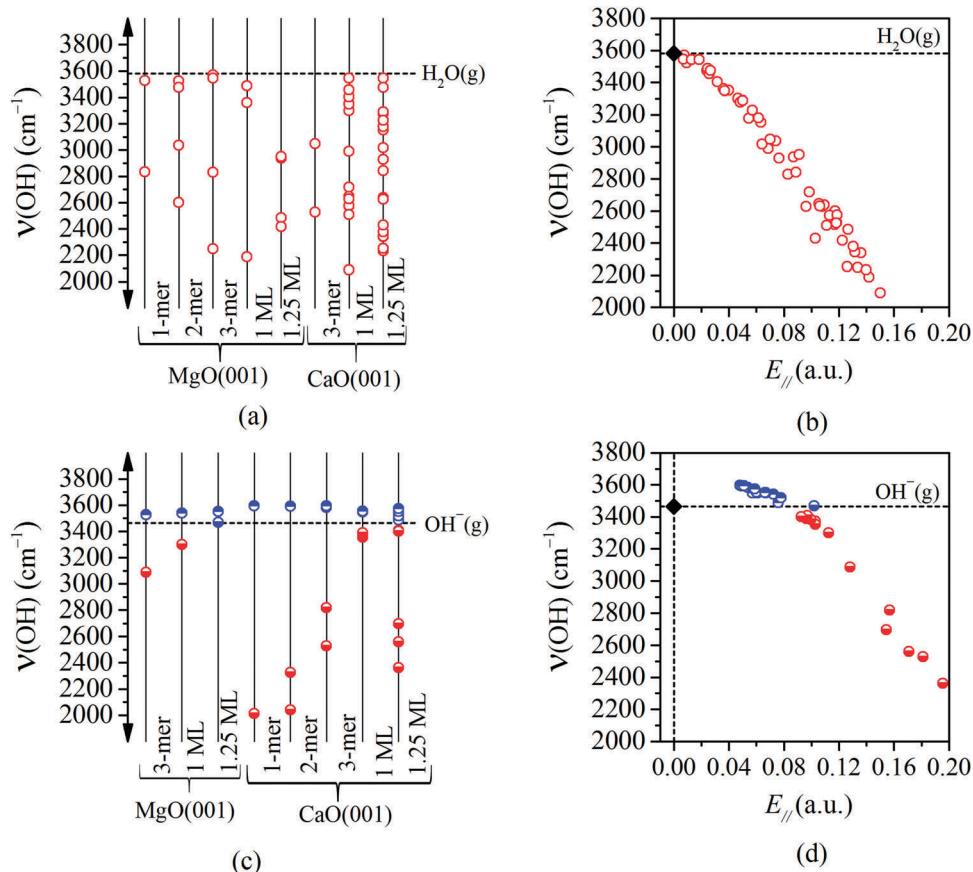 3800
3600
3400
3200
3000
2800
2600
2400
2200
2000
ν(OH) (cm⁻¹)
H₂O(g)
1-mer
2-mer
3-mer
1 ML
1.25 ML
3-mer
1 ML
1.25 ML
MgO(001)
CaO(001)
(a)
3800
3600
3400
3200
3000
2800
2600
2400
2200
2000
ν(OH) (cm⁻¹)
H₂O(g)
0.00 0.04 0.08 0.12 0.16 0.20
E// (a.u.)
(b)
3800
3600
3400
3200
3000
2800
2600
2400
2200
2000
ν(OH) (cm⁻¹)
OH⁻(g)
3-mer
1 ML
1.25 ML
1-mer
2-mer
3-mer
1 ML
1.25 ML
MgO(001)
CaO(001)
(c)
3800
3600
3400
3200
3000
2800
2600
2400
2200
2000
ν(OH) (cm⁻¹)
OH⁻(g)
0.00 0.04 0.08 0.12 0.16 0.20
E// (a.u.)
(d)